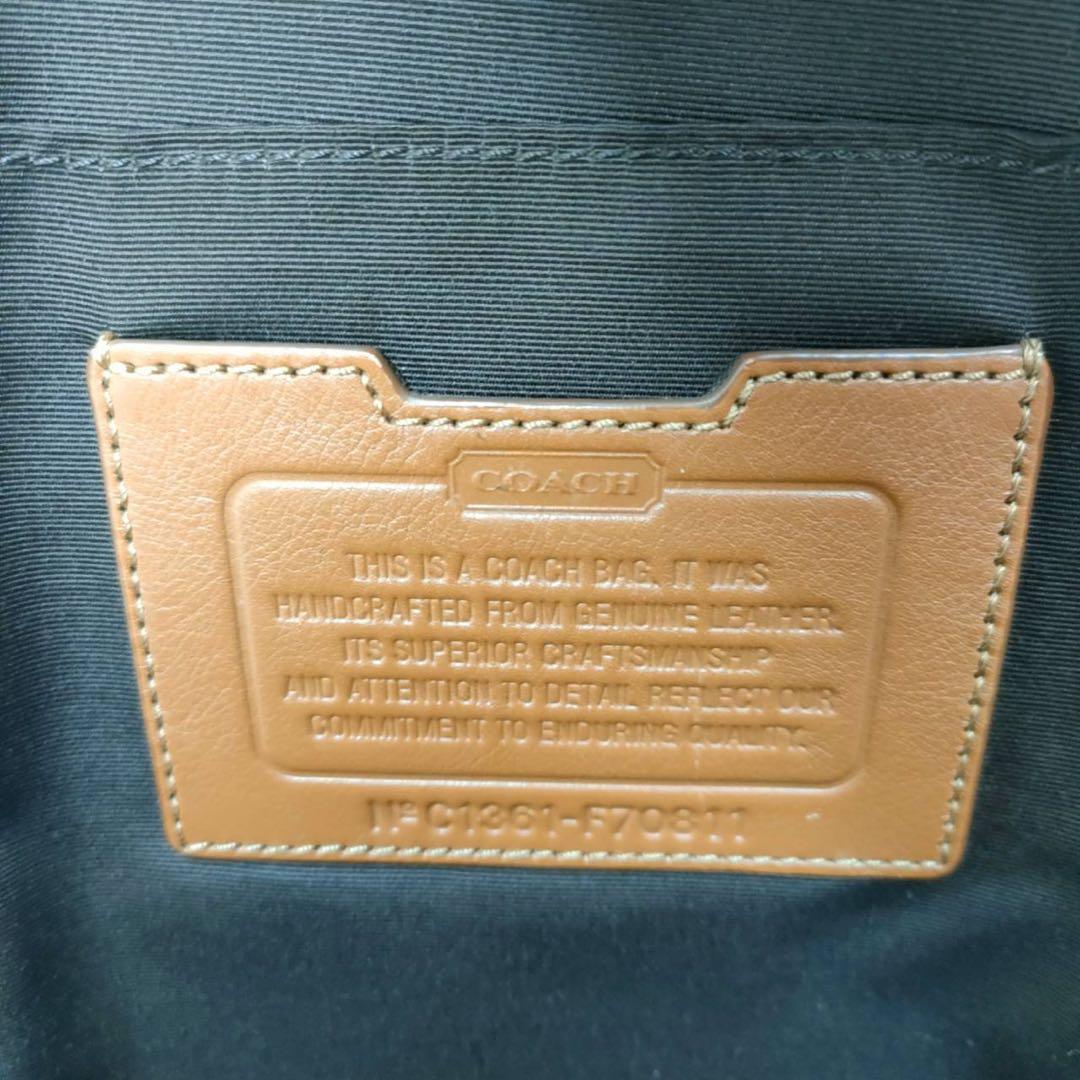 COACH
THIS IS A COACH BAG. IT WAS
HANDCRAFTED FROM GENUINE LEATHER.
ITS SUPERIOR CRAFTSMANSHIP
AND ATTENTION TO DETAIL REFLECT OUR
COMMITMENT TO ENDURING QUALITY.
Nº C1361-F70811